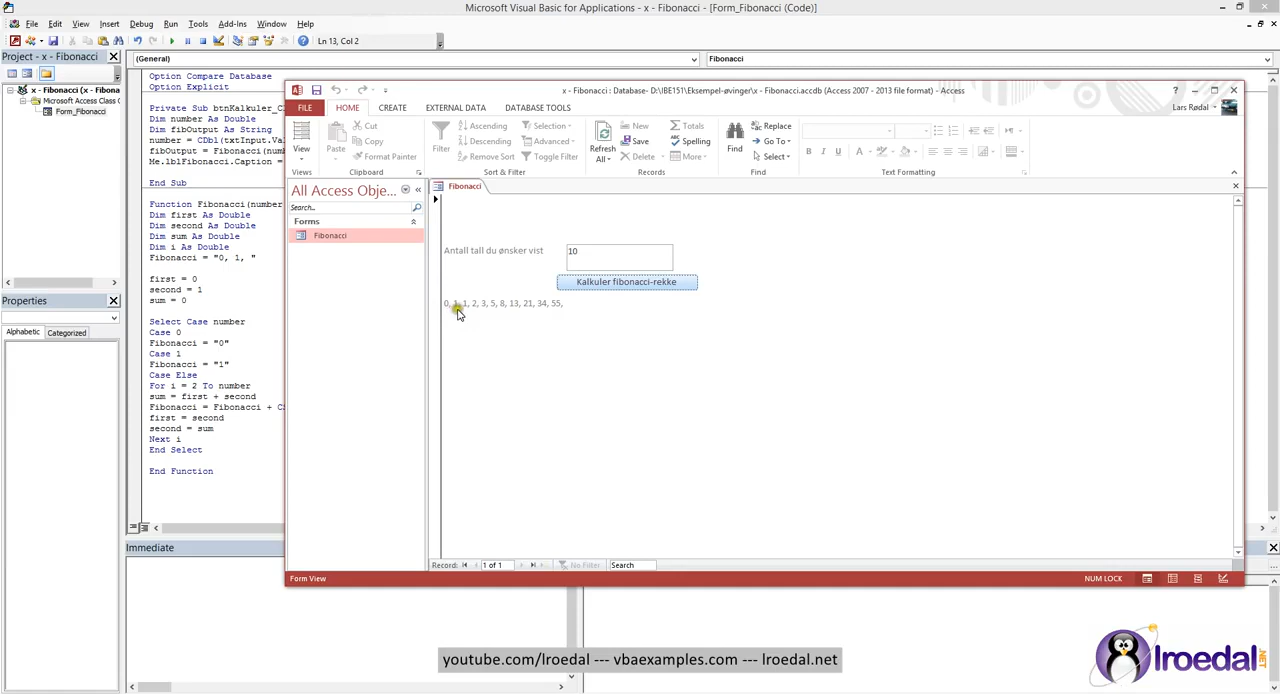 Microsoft Visual Basic for Applications - x - Fibonacci - [Form_Fibonacci (Code)]
File Edit View Insert Format Debug Run Tools Add-Ins Window Help
Ln 13, Col 2
Project - x - Fibonacci
(General)
Fibonacci
x - Fibonacci (x - Fibona
Microsoft Access Class O
Form_Fibonacci
Properties
Alphabetic Categorized
Option Compare Database
Option Explicit
Private Sub btnKalkuler_C
Dim number As Double
Dim fibOutput As String
number = CDbl(txtInput.Va
fibOutput = Fibonacci(num
Me.lblFibonacci.Caption =
End Sub
Function Fibonacci(number
Dim first As Double
Dim second As Double
Dim sum As Double
Dim i As Double
Fibonacci = "0, 1, "
first = 0
second = 1
sum = 0
Select Case number
Case 0
Fibonacci = "0"
Case 1
Fibonacci = "1"
Case Else
For i = 2 To number
sum = first + second
Fibonacci = Fibonacci + CS
first = second
second = sum
Next i
End Select
End Function
Immediate
x - Fibonacci : Database- D:\IBE151\Eksempel-øvinger\x - Fibonacci.accdb (Access 2007 - 2013 file format) - Access
FILE HOME CREATE EXTERNAL DATA DATABASE TOOLS
Lars Rødal
View
Views
Paste
Cut
Copy
Format Painter
Clipboard
Filter
Ascending
Descending
Remove Sort
Selection
Advanced
Toggle Filter
Sort & Filter
Refresh All
New
Save
Delete
Totals
Spelling
More
Records
Find
Replace
Go To
Select
Find
B I U
A
Text Formatting
All Access Obje...
Search...
Forms
Fibonacci
Fibonacci
Antall tall du ønsker vist
10
Kalkuler fibonacci-rekke
0, 1, 1, 2, 3, 5, 8, 13, 21, 34, 55,
Record: 1 of 1 No Filter Search
Form View
NUM LOCK
youtube.com/lroedal --- vbaexamples.com --- lroedal.net
lroedal.NET